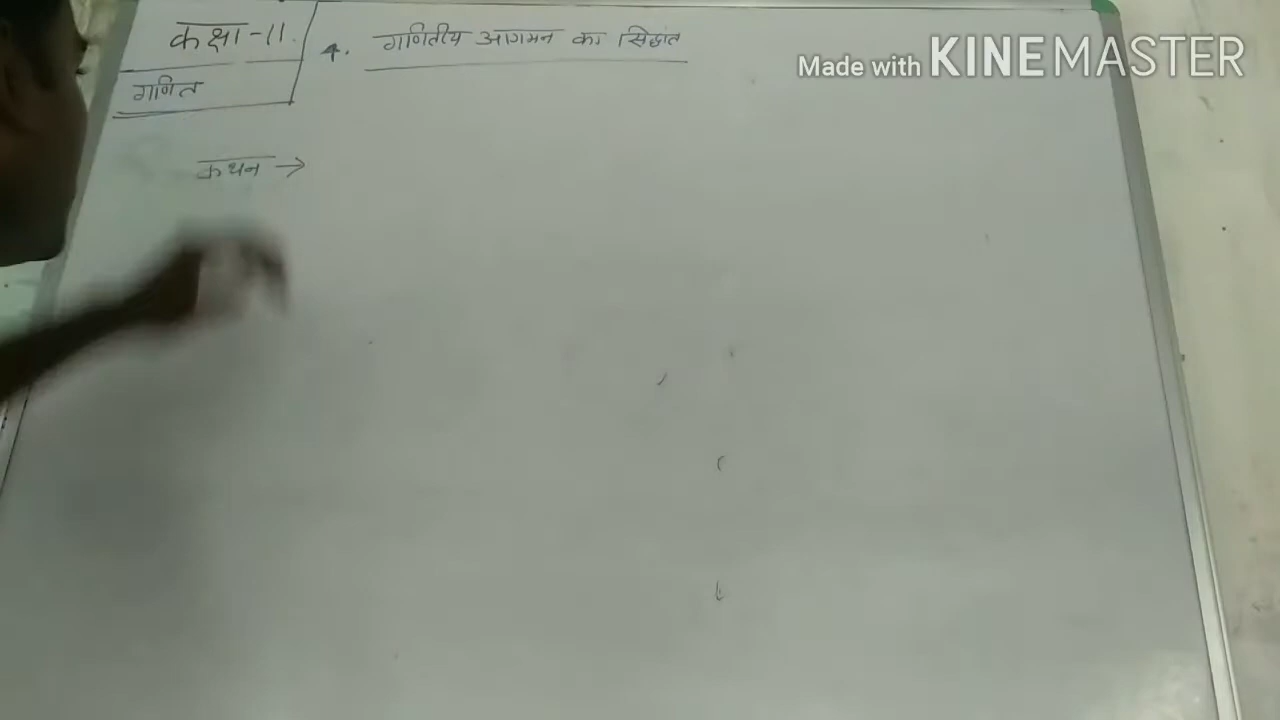 कक्षा-11.
गणित
4. गणितीय आगमन का सिद्धांत
Made with KINEMASTER
कथन →